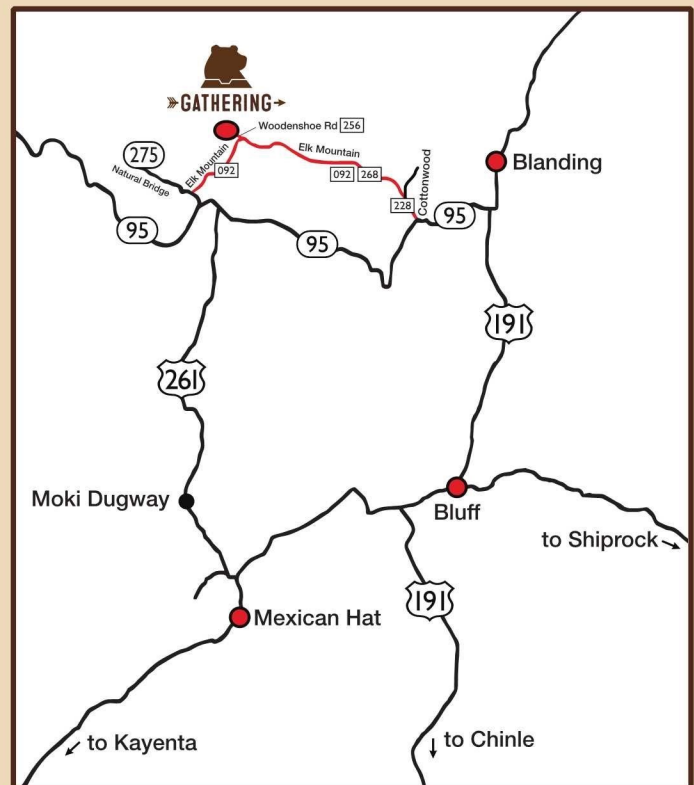 GATHERING
Woodenshoe Rd 256
Elk Mountain
Elk Mountain
092
092 268
275
Natural Bridge
228
Cottonwood
95
95
95
Blanding
191
261
Moki Dugway
Bluff
to Shiprock
191
Mexican Hat
to Kayenta
to Chinle